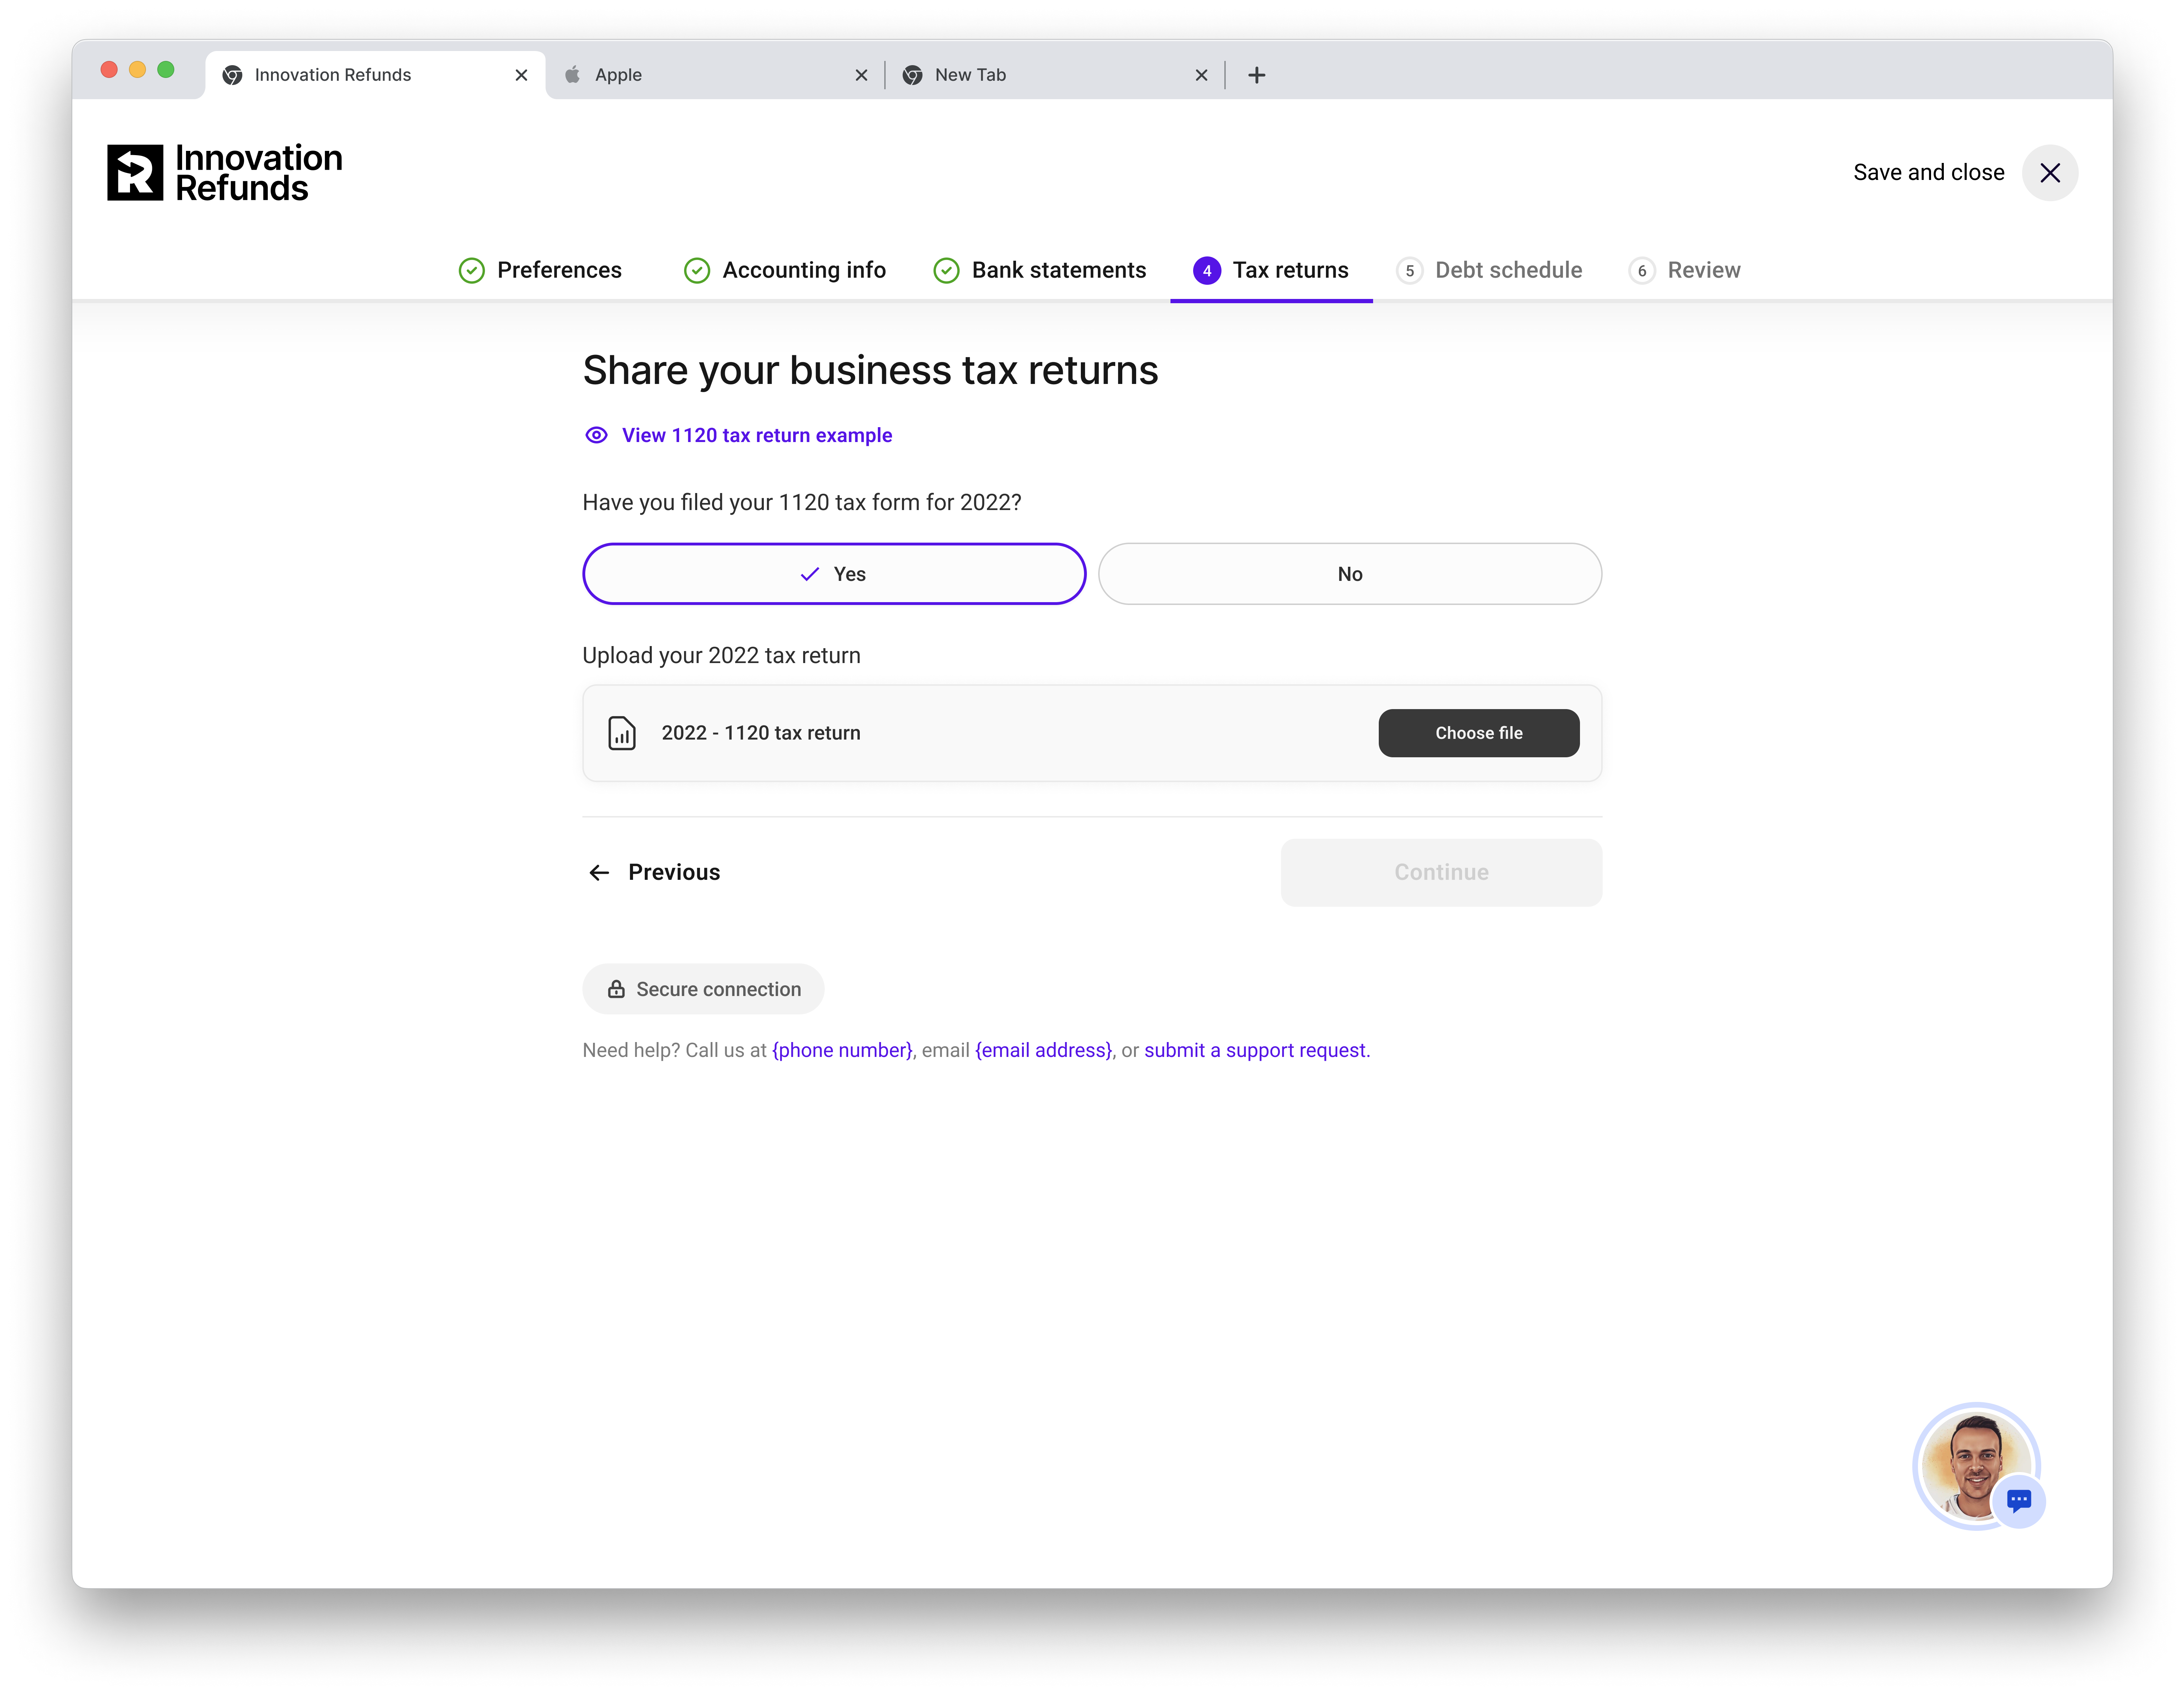 Innovation Refunds
Apple
New Tab
Innovation
Refunds
Save and close
Preferences
Accounting info
Bank statements
4 Tax returns
5 Debt schedule
6 Review
Share your business tax returns
View 1120 tax return example
Have you filed your 1120 tax form for 2022?
Yes
No
Upload your 2022 tax return
2022 - 1120 tax return
Choose file
Previous
Continue
Secure connection
Need help? Call us at {phone number}, email {email address}, or submit a support request.